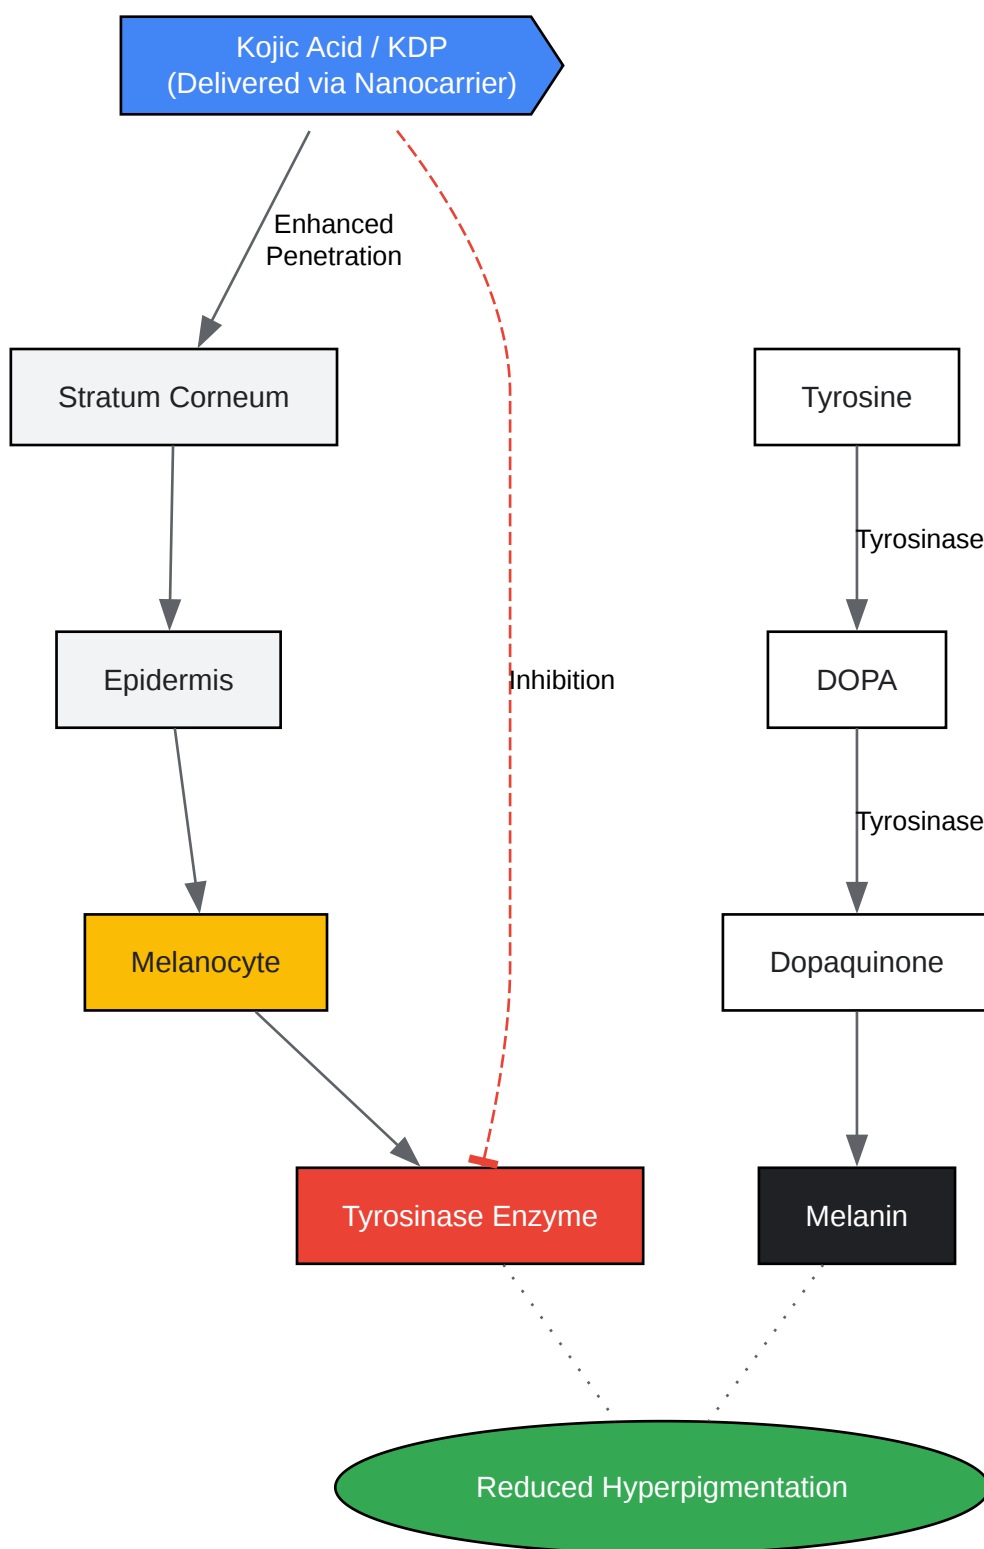 Kojic Acid / KDP
(Delivered via Nanocarrier)
Enhanced
Penetration
Stratum Corneum
Tyrosine
Tyrosinase
Epidermis
Inhibition
DOPA
Tyrosinase
Melanocyte
Dopaquinone
Tyrosinase Enzyme
Melanin
Reduced Hyperpigmentation